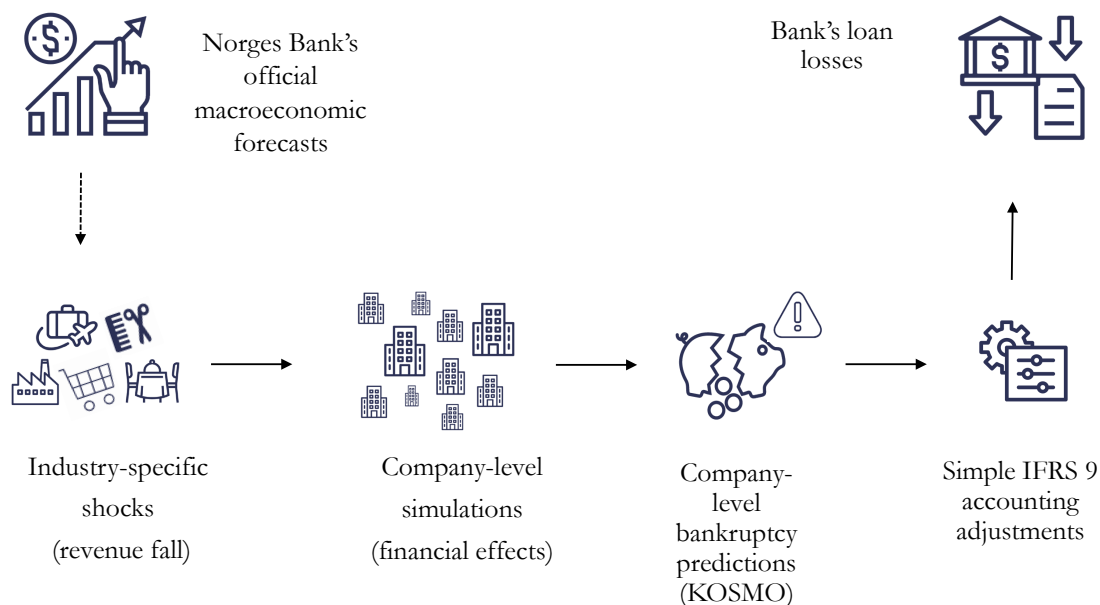 Norges Bank’s
official
macroeconomic
forecasts
Bank’s loan
losses
Industry-specific
shocks
(revenue fall)
Company-level
simulations
(financial effects)
Company-
level
bankruptcy
predictions
(KOSMO)
Simple IFRS 9
accounting
adjustments